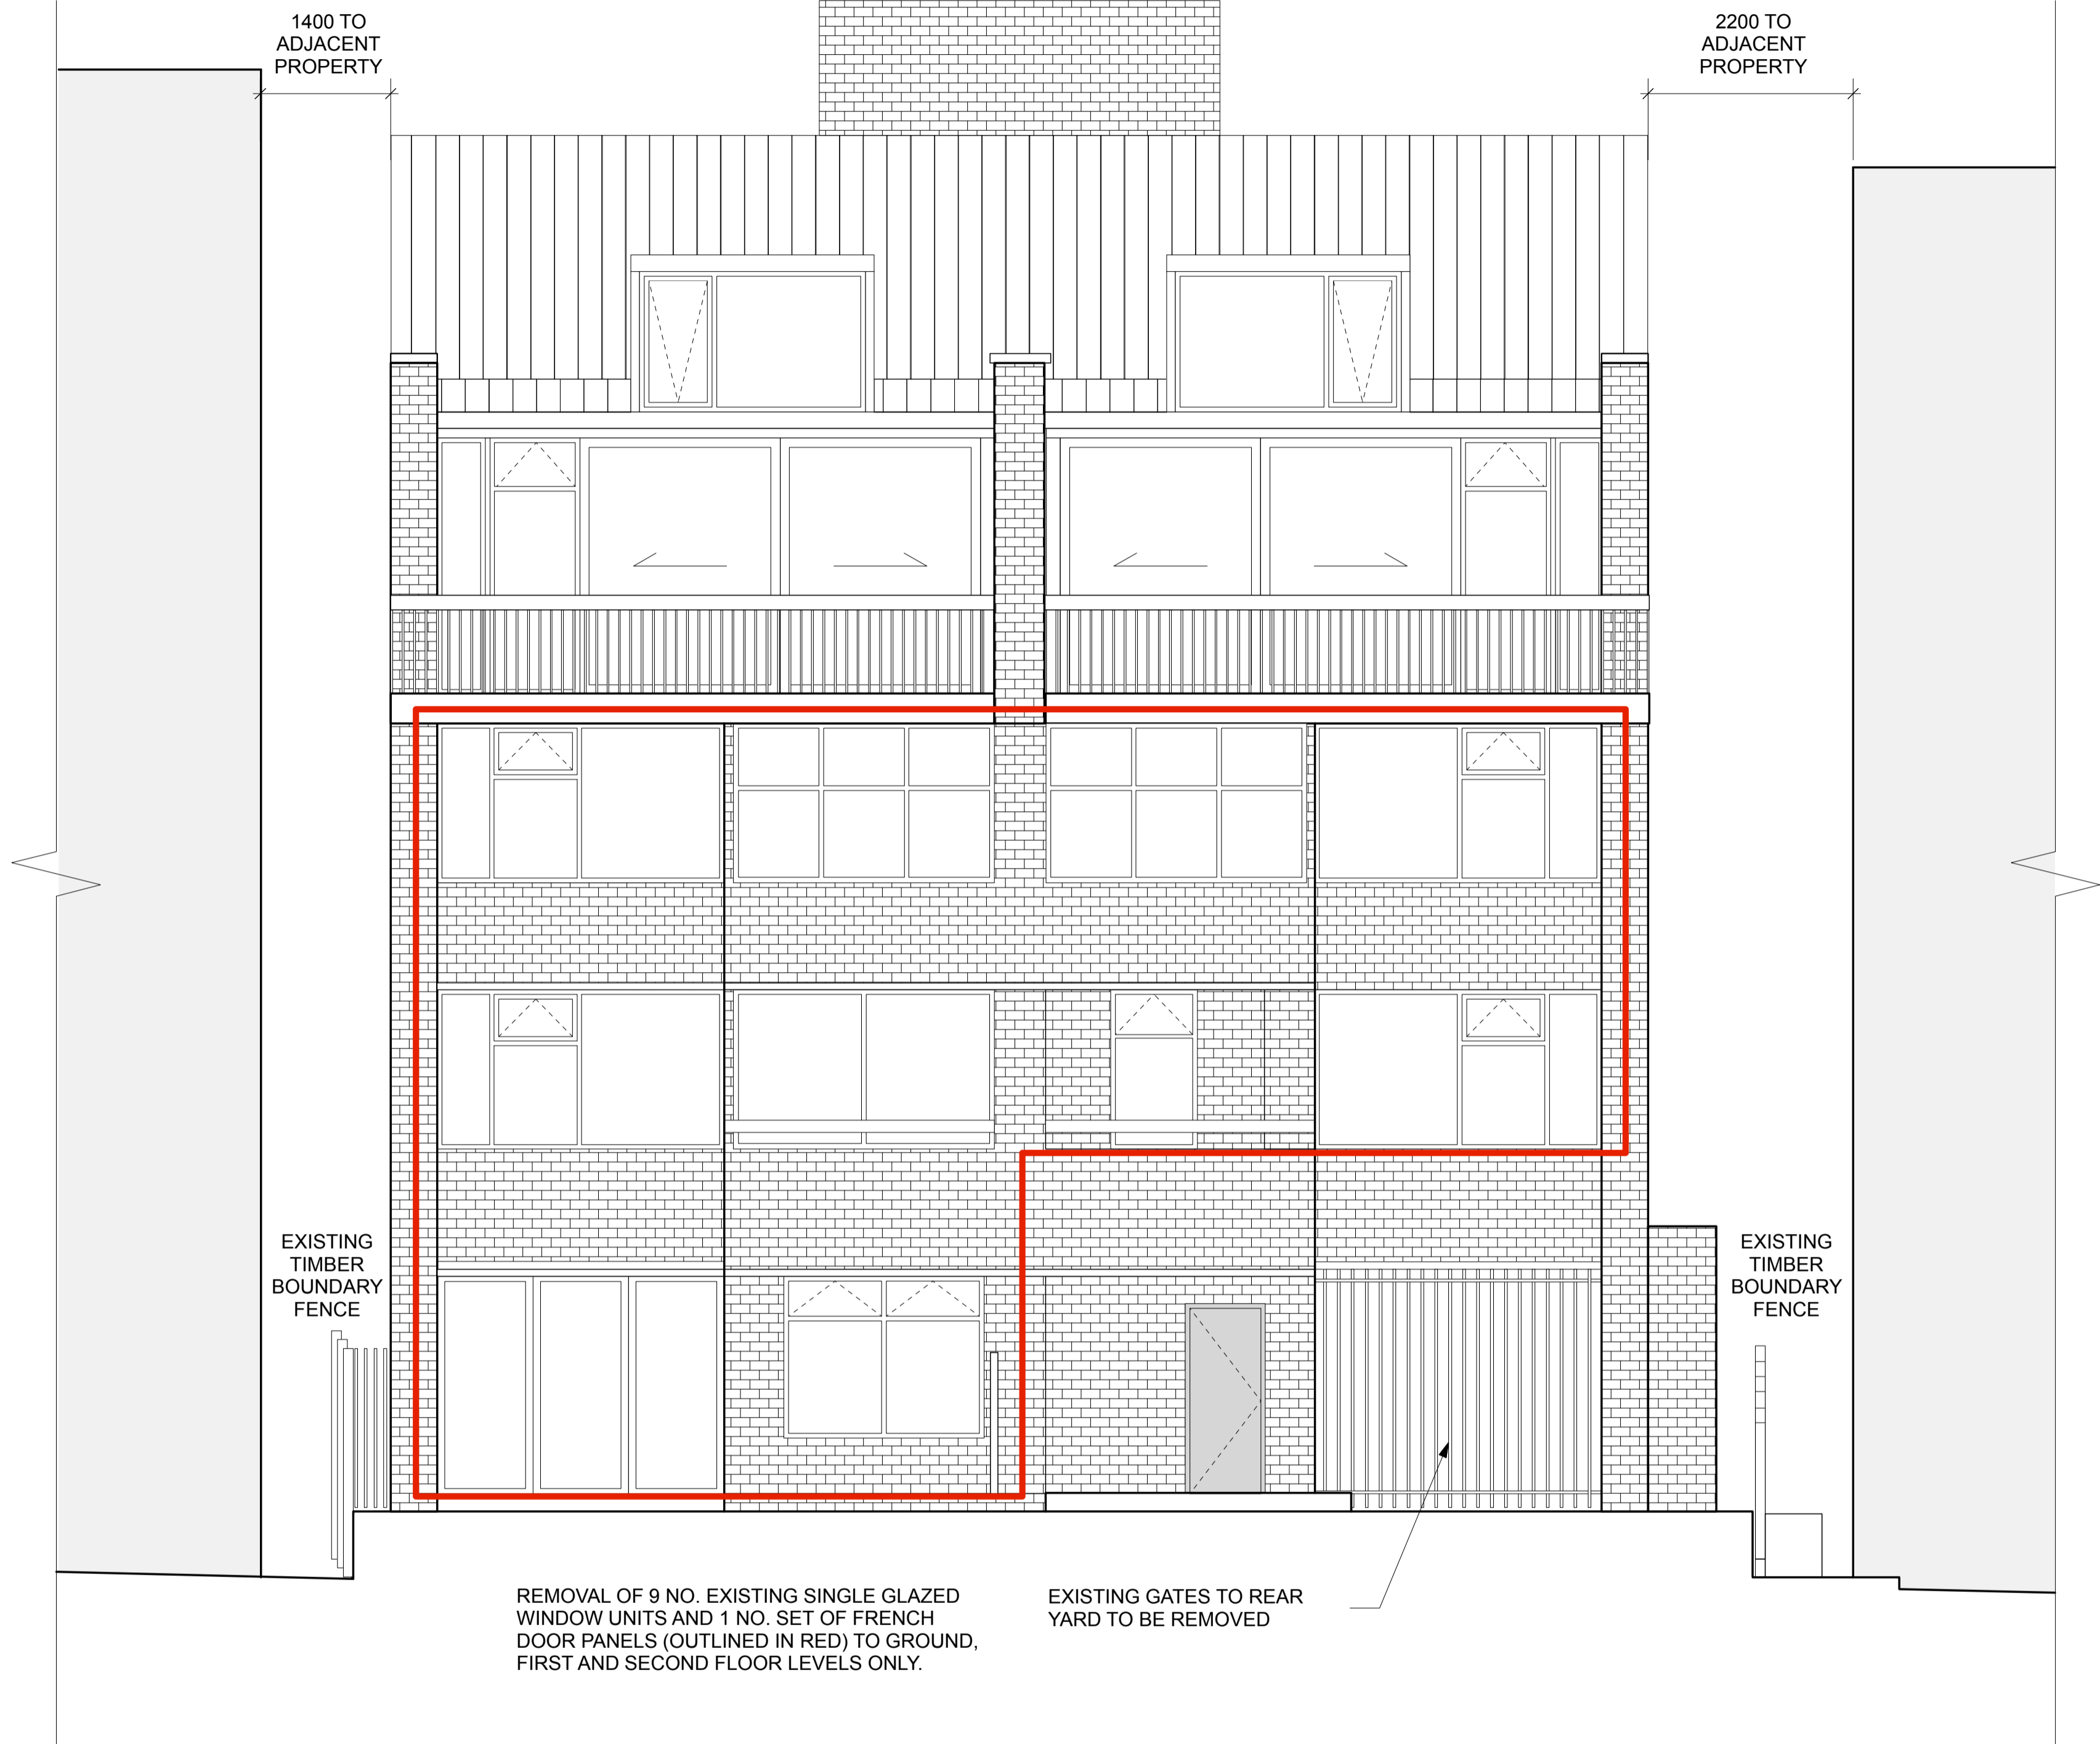 1400 TO
ADJACENT
PROPERTY
2200 TO
ADJACENT
PROPERTY
EXISTING
TIMBER
BOUNDARY
FENCE
EXISTING
TIMBER
BOUNDARY
FENCE
REMOVAL OF 9 NO. EXISTING SINGLE GLAZED
WINDOW UNITS AND 1 NO. SET OF FRENCH
DOOR PANELS (OUTLINED IN RED) TO GROUND,
FIRST AND SECOND FLOOR LEVELS ONLY.
EXISTING GATES TO REAR
YARD TO BE REMOVED